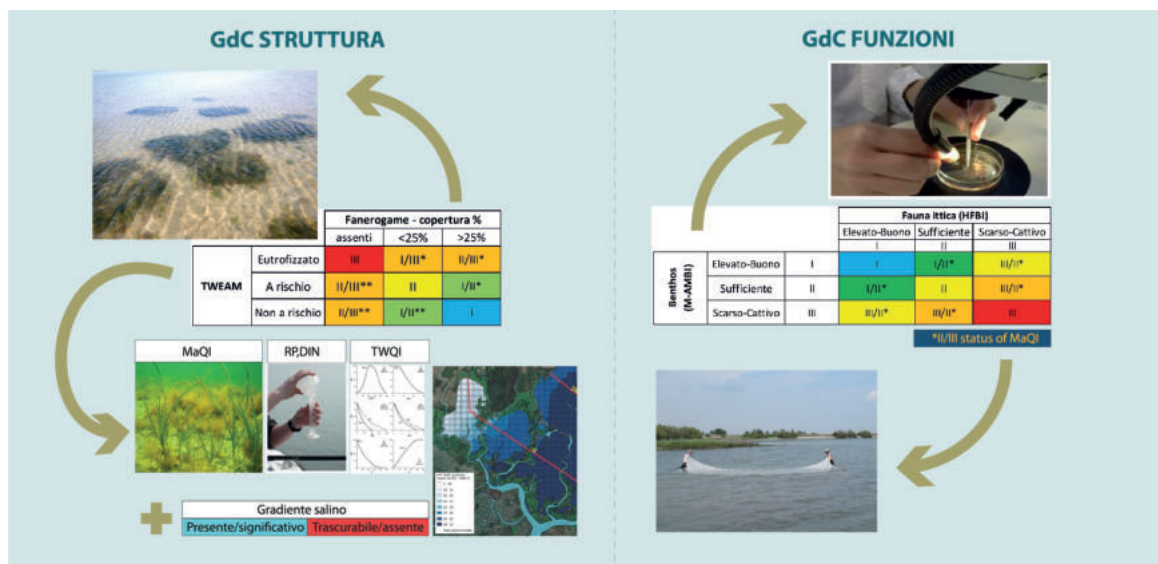 GdC STRUTTURA
Fanerogame - copertura %
assenti <25% >25%
TWEAM
Eutrofizzato III I/III* II/III*
A rischio II/III** II I/II*
Non a rischio II/III** I/II** I
MaQI RP,DIN TWQI
Gradiente salino
Presente/significativo Trascurabile/assente
GdC FUNZIONI
Fauna ittica (HFBI)
Elevato-Buono Sufficiente Scarso-Cattivo
I II III
Benthos
(M-AMBI)
Elevato-Buono I I I/II* III/II*
Sufficiente II I/II* II III/II*
Scarso-Cattivo III III/II* III/II* III
*II/III status of MaQI